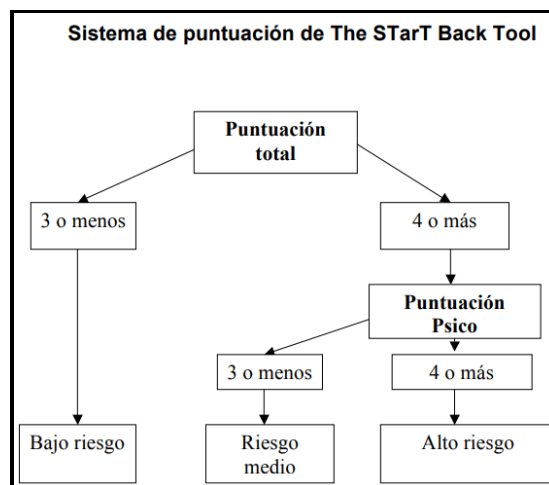 Sistema de puntuación de The STarT Back Tool
Puntuación
total
3 o menos
4 o más
Puntuación
Psico
3 o menos
4 o más
Bajo riesgo
Riesgo
medio
Alto riesgo